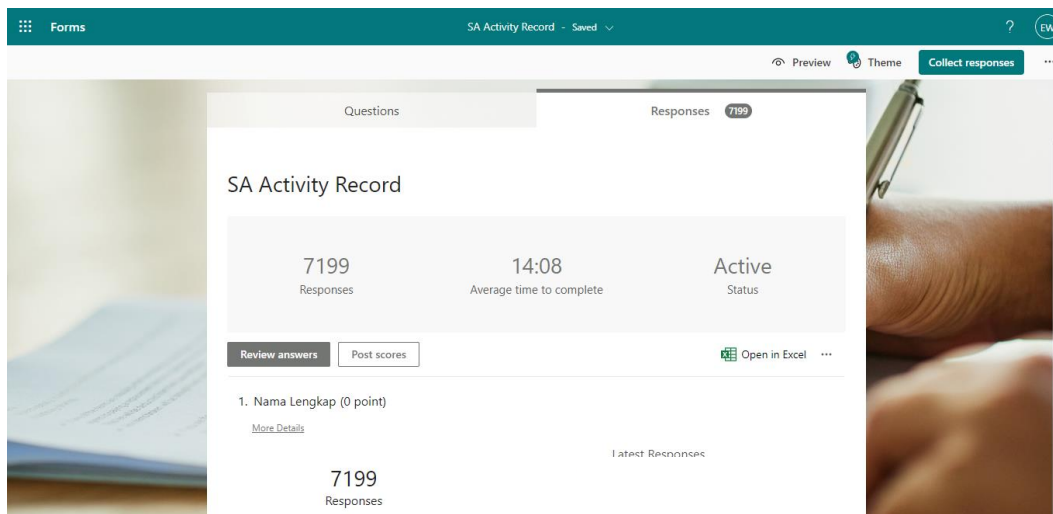 Forms
SA Activity Record - Saved
? EW
Preview Theme Collect responses ...
Questions Responses 7199
SA Activity Record
7199 14:08 Active
Responses Average time to complete Status
Review answers Post scores Open in Excel ...
1. Nama Lengkap (0 point)
More Details
Latest Responses
7199
Responses